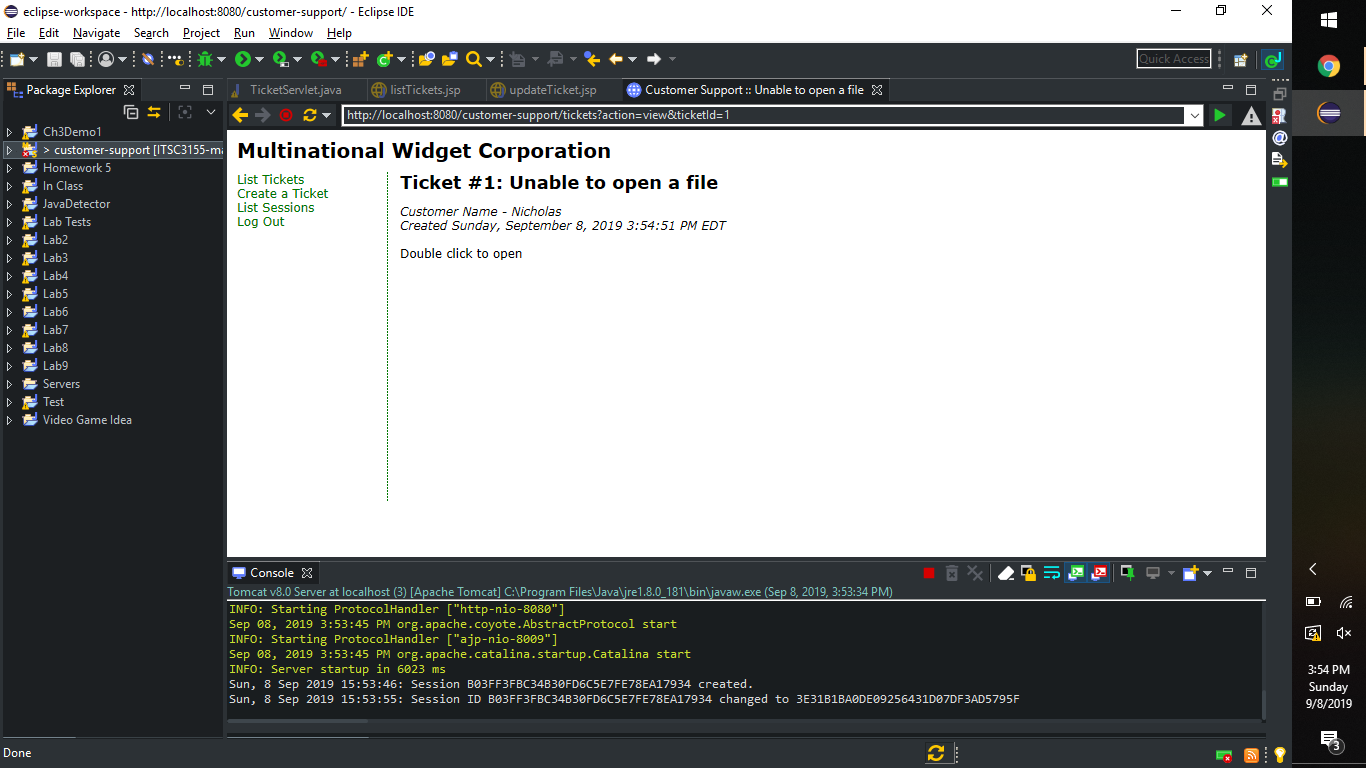 eclipse-workspace - http://localhost:8080/customer-support/ - Eclipse IDE
File Edit Navigate Search Project Run Window Help
Quick Access
Package Explorer
TicketServlet.java listTickets.jsp updateTicket.jsp Customer Support :: Unable to open a file
http://localhost:8080/customer-support/tickets?action=view&ticketId=1
Ch3Demo1
> customer-support [ITSC3155-ma
Homework 5
In Class
JavaDetector
Lab Tests
Lab2
Lab3
Lab4
Lab5
Lab6
Lab7
Lab8
Lab9
Servers
Test
Video Game Idea
Multinational Widget Corporation
List Tickets
Create a Ticket
List Sessions
Log Out
Ticket #1: Unable to open a file
Customer Name - Nicholas
Created Sunday, September 8, 2019 3:54:51 PM EDT
Double click to open
Console
Tomcat v8.0 Server at localhost (3) [Apache Tomcat] C:\Program Files\Java\jre1.8.0_181\bin\javaw.exe (Sep 8, 2019, 3:53:34 PM)
INFO: Starting ProtocolHandler ["http-nio-8080"]
Sep 08, 2019 3:53:45 PM org.apache.coyote.AbstractProtocol start
INFO: Starting ProtocolHandler ["ajp-nio-8009"]
Sep 08, 2019 3:53:45 PM org.apache.catalina.startup.Catalina start
INFO: Server startup in 6023 ms
Sun, 8 Sep 2019 15:53:46: Session B03FF3FBC34B30FD6C5E7FE78EA17934 created.
Sun, 8 Sep 2019 15:53:55: Session ID B03FF3FBC34B30FD6C5E7FE78EA17934 changed to 3E31B1BA0DE09256431D07DF3AD5795F
Done
3:54 PM
Sunday
9/8/2019
3